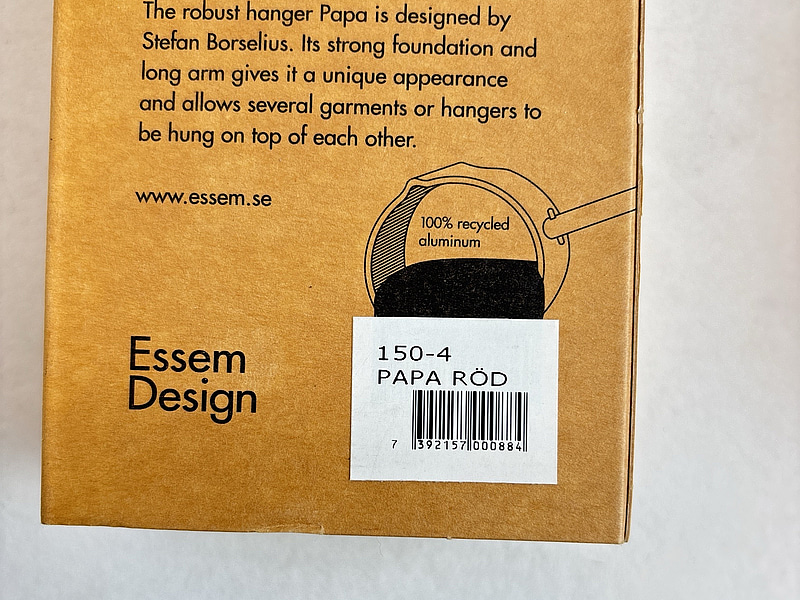 The robust hanger Papa is designed by
Stefan Borselius. Its strong foundation and
long arm gives it a unique appearance
and allows several garments or hangers to
be hung on top of each other.
www.essem.se
100% recycled
aluminum
Essem
Design
150-4
PAPA RÖD
7 392157 000884